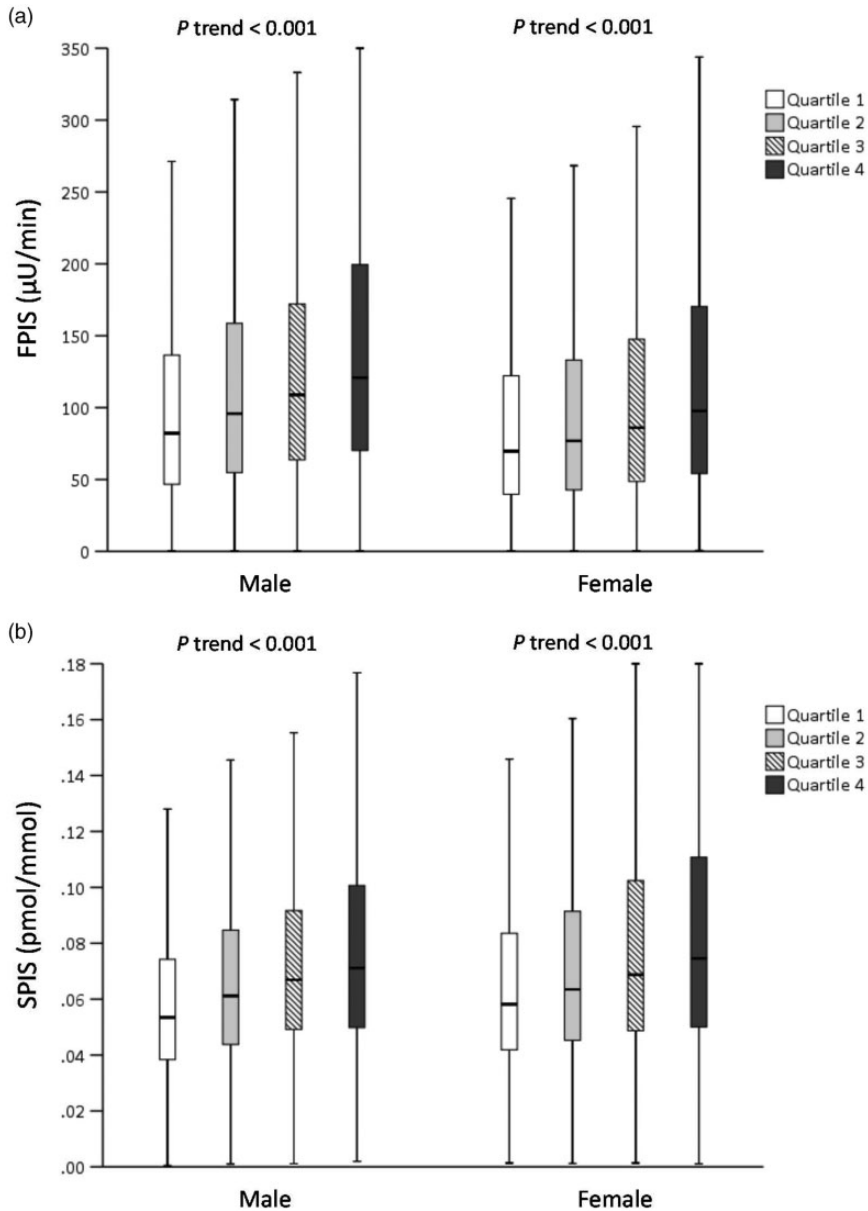 (a)
P trend < 0.001 P trend < 0.001
350
300
250
200
150
100
50
0
FPIS (μU/min)
Quartile 1
Quartile 2
Quartile 3
Quartile 4
Male Female
(b)
P trend < 0.001 P trend < 0.001
.18
.16
.14
.12
.10
.08
.06
.04
.02
.00
SPIS (pmol/mmol)
Quartile 1
Quartile 2
Quartile 3
Quartile 4
Male Female